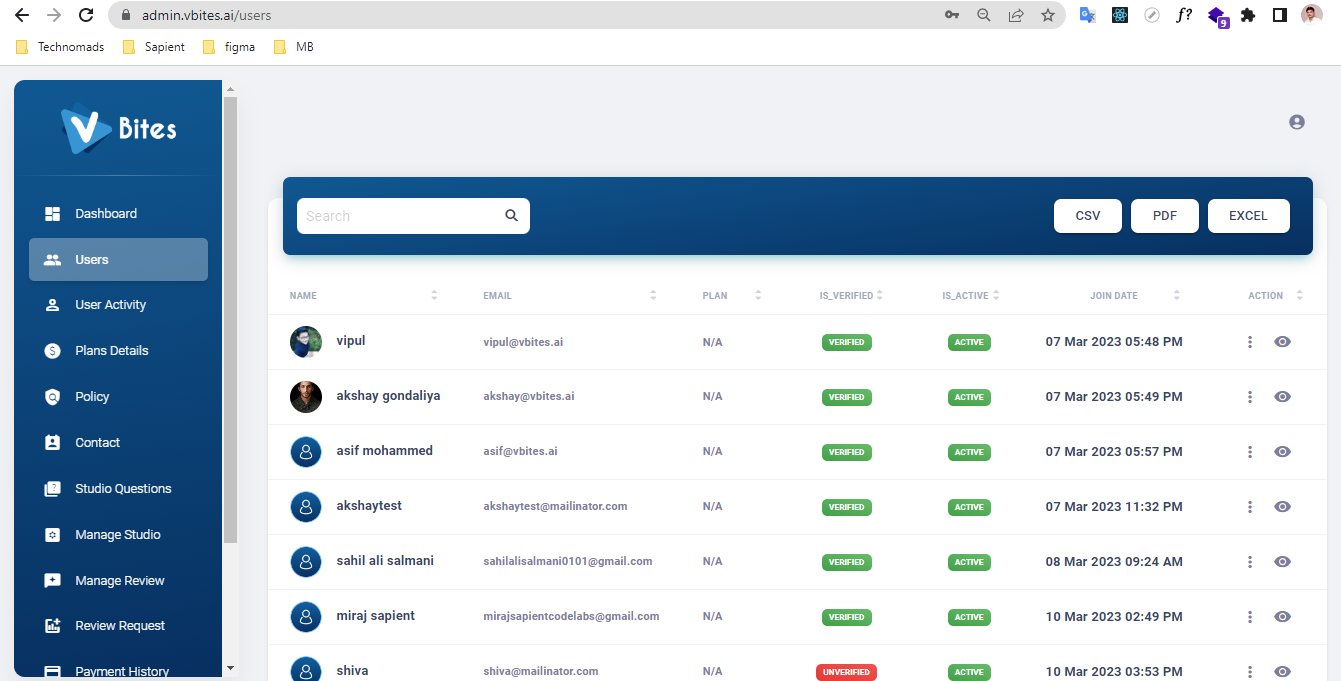 admin.vbites.ai/users
f?
9
Technomads Sapient figma MB
V Bites
Dashboard
Users
User Activity
Plans Details
Policy
Contact
Studio Questions
Manage Studio
Manage Review
Review Request
Payment History
Search
CSV PDF EXCEL
NAME EMAIL PLAN IS_VERIFIED IS_ACTIVE JOIN DATE ACTION
vipul vipul@vbites.ai N/A VERIFIED ACTIVE 07 Mar 2023 05:48 PM
akshay gondaliya akshay@vbites.ai N/A VERIFIED ACTIVE 07 Mar 2023 05:49 PM
asif mohammed asif@vbites.ai N/A VERIFIED ACTIVE 07 Mar 2023 05:57 PM
akshaytest akshaytest@mailinator.com N/A VERIFIED ACTIVE 07 Mar 2023 11:32 PM
sahil ali salmani sahilalisalmani0101@gmail.com N/A VERIFIED ACTIVE 08 Mar 2023 09:24 AM
miraj sapient mirajsapientcodelabs@gmail.com N/A VERIFIED ACTIVE 10 Mar 2023 02:49 PM
shiva shiva@mailinator.com N/A UNVERIFIED ACTIVE 10 Mar 2023 03:53 PM